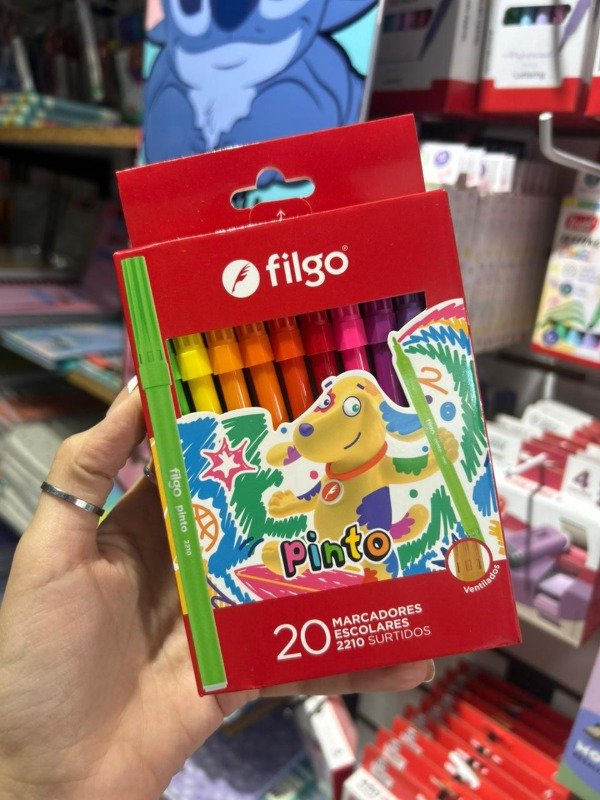 filgo®
filgo pinto 2210
pinto
Ventilados
20 MARCADORES
ESCOLARES
2210 SURTIDOS